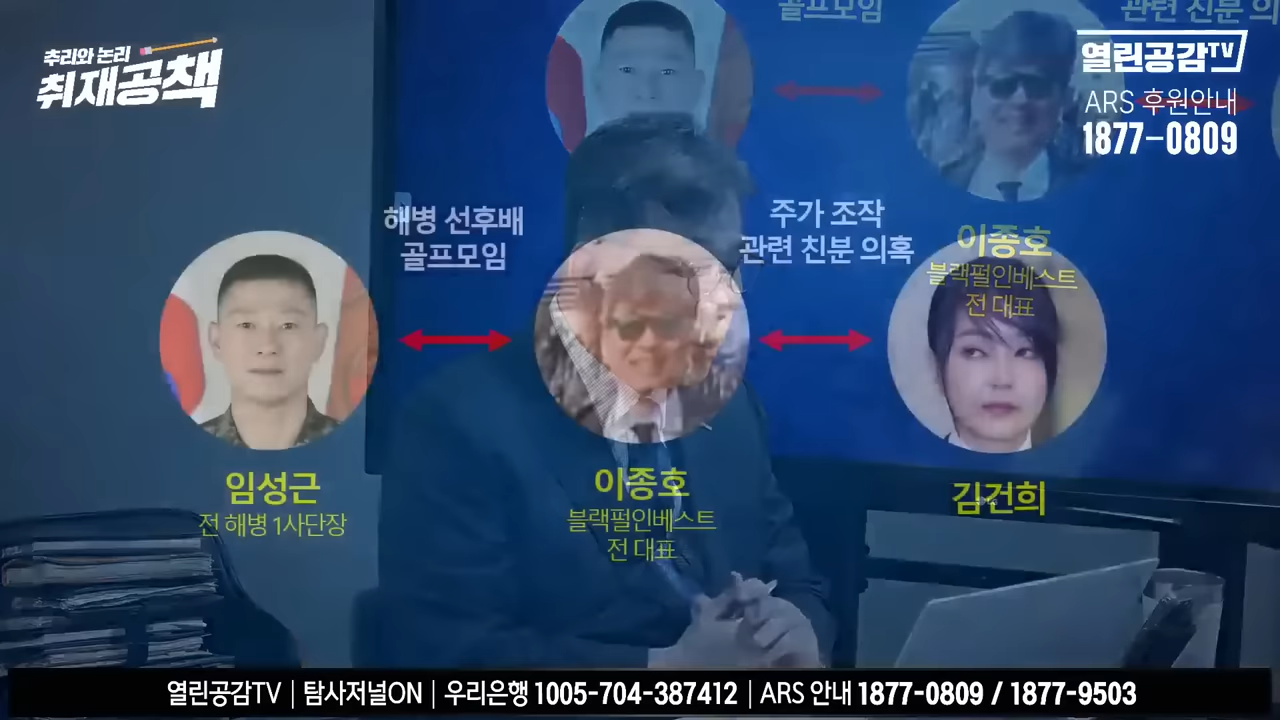 골프모임
관련 친분 의
추리와 논리
취재공책
열린공감TV
ARS 후원안내
1877-0809
해병 선후배
골프모임
주가 조작
관련 친분 의혹
이종호
블랙펄인베스트
전 대표
임성근
전 해병 1사단장
이종호
블랙펄인베스트
전 대표
김건희
열린공감TV | 탐사저널ON | 우리은행 1005-704-387412 | ARS 안내 1877-0809 / 1877-9503